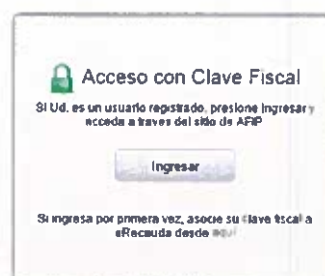 Acceso con Clave Fiscal
Si Ud. es un usuario registrado, presione Ingresar y
acceda a traves del sitio de AFIP
Ingresar
Si ingresa por primera vez, asocie su clave fiscal a
eRecauda desde aquí